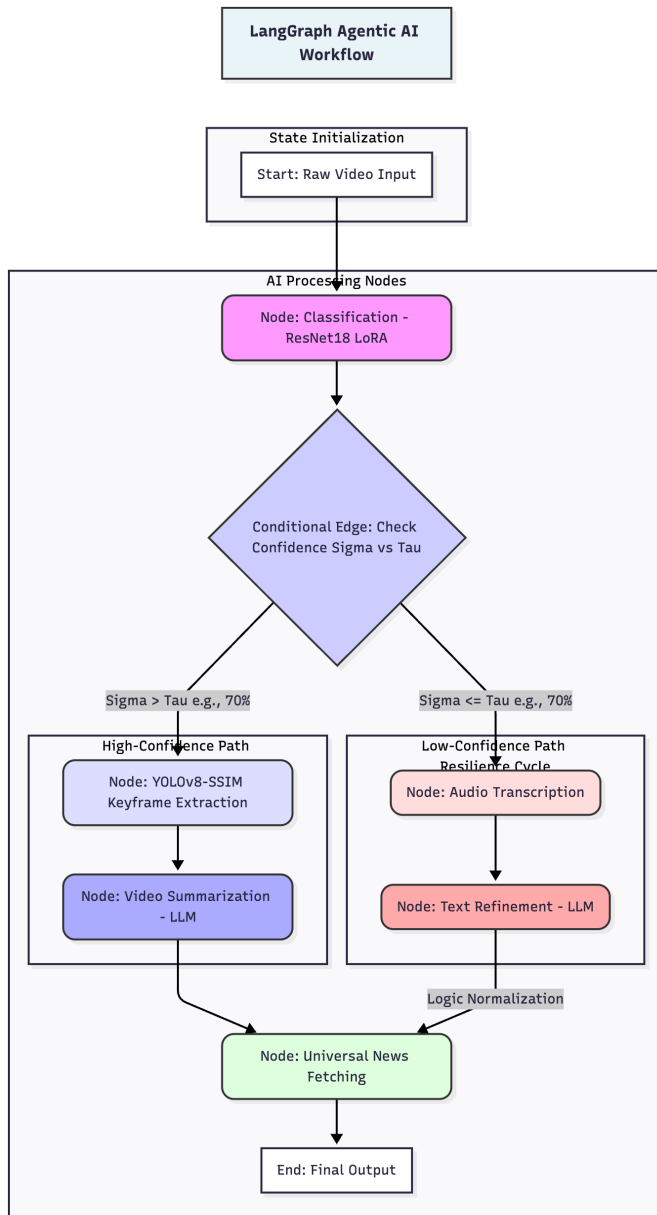 LangGraph Agentic AI
Workflow
State Initialization
Start: Raw Video Input
AI Processing Nodes
Node: Classification -
ResNet18 LoRA
Conditional Edge: Check
Confidence Sigma vs Tau
Sigma > Tau e.g., 70%
Sigma <= Tau e.g., 70%
High-Confidence Path
Node: YOLOv8-SSIM
Keyframe Extraction
Node: Video Summarization
- LLM
Low-Confidence Path
Resilience Cycle
Node: Audio Transcription
Node: Text Refinement - LLM
Logic Normalization
Node: Universal News
Fetching
End: Final Output